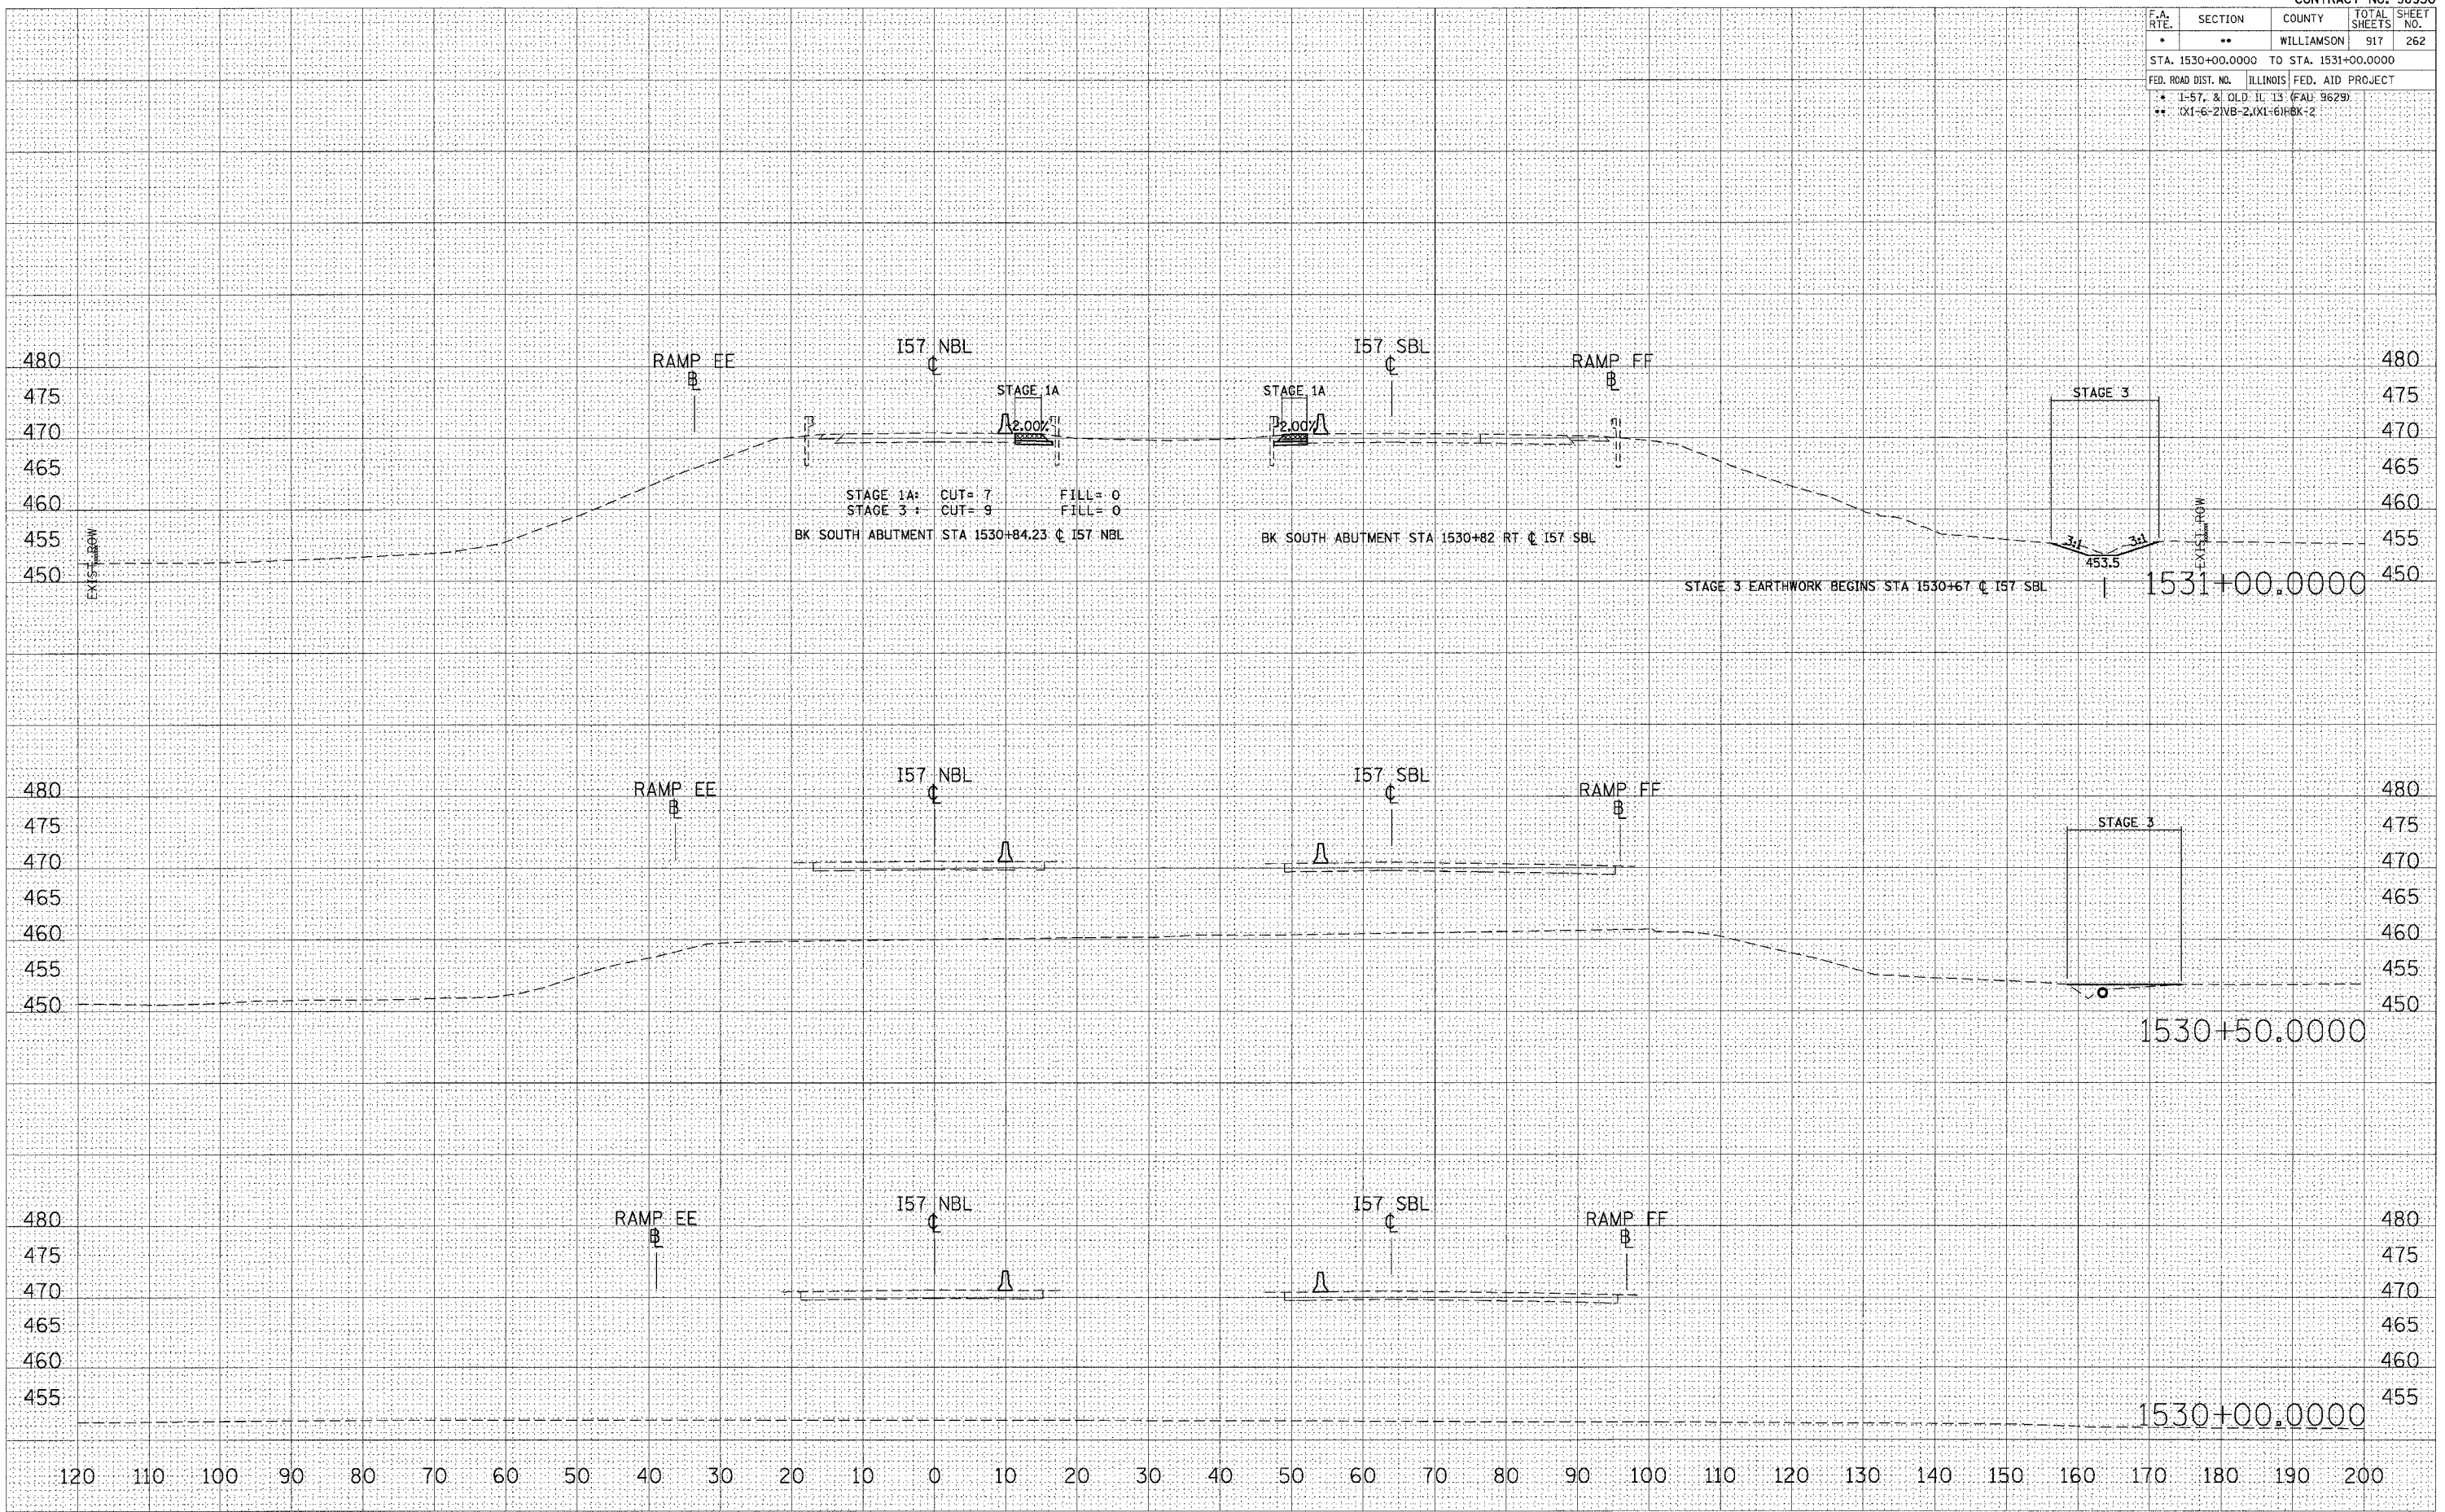 F.A. RTE. SECTION COUNTY TOTAL SHEETS SHEET NO.
* ** WILLIAMSON 917 262
STA. 1530+00.0000 TO STA. 1531+00.0000
FED. ROAD DIST. NO. ILLINOIS FED. AID PROJECT
* I-57, & OLD IL 13 (FAU 9629)
** (X1-6-2)VB-2,(X1-6)HBK-2
I57 NBL ℄
I57 SBL ℄
RAMP EE B
RAMP FF B
480 480
475 475
470 470
465 465
460 460
455 455
450 450
STAGE 1A
STAGE 1A
STAGE 3
2.00%
2.00%
STAGE 1A: CUT= 7 FILL= 0
STAGE 3 : CUT= 9 FILL= 0
BK SOUTH ABUTMENT STA 1530+84.23 ℄ I57 NBL
BK SOUTH ABUTMENT STA 1530+82 RT ℄ I57 SBL
EXIST ROW
EXIST ROW
3:1 3:1
453.5
STAGE 3 EARTHWORK BEGINS STA 1530+67 ℄ I57 SBL
1531+00.0000
I57 NBL ℄
I57 SBL ℄
RAMP EE B
RAMP FF B
480 480
475 475
470 470
465 465
460 460
455 455
450 450
STAGE 3
1530+50.0000
I57 NBL ℄
I57 SBL ℄
RAMP EE B
RAMP FF B
480 480
475 475
470 470
465 465
460 460
455 455
1530+00.0000
120 110 100 90 80 70 60 50 40 30 20 10 0 10 20 30 40 50 60 70 80 90 100 110 120 130 140 150 160 170 180 190 200